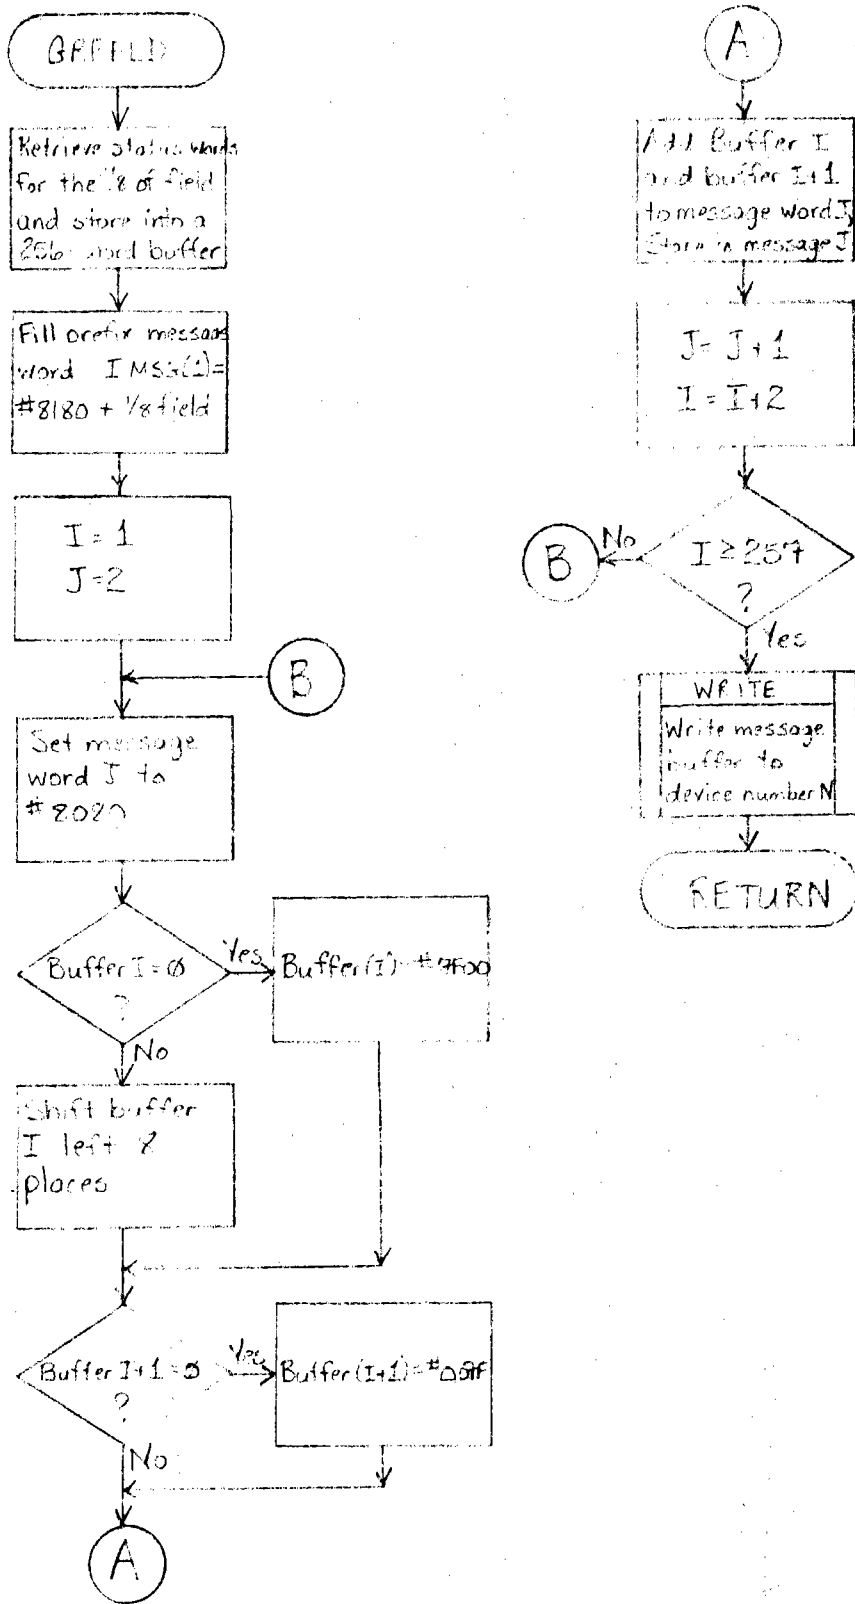 Retrieve status words
for the 1/8 of field
and store into a
256 word buffer
Fill prefix message
word IMSG(1)=
#8180 + 1/8 field
I = 1
J=2
B
Set message
word J to
#8080
Buffer I = Ø
?
Yes
Buffer(I) = #7F00
No
Shift buffer
I left 8
places
Buffer I+1 = Ø
?
Yes
Buffer(I+1) = #007F
No
A
A
Add Buffer I
and buffer I+1
to message word J,
Store in message J
J = J+1
I = I+2
I ≥ 257
?
No
B
Yes
WRITE
Write message
buffer to
device number N
RETURN